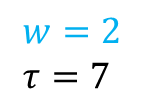 w = 2
τ = 7